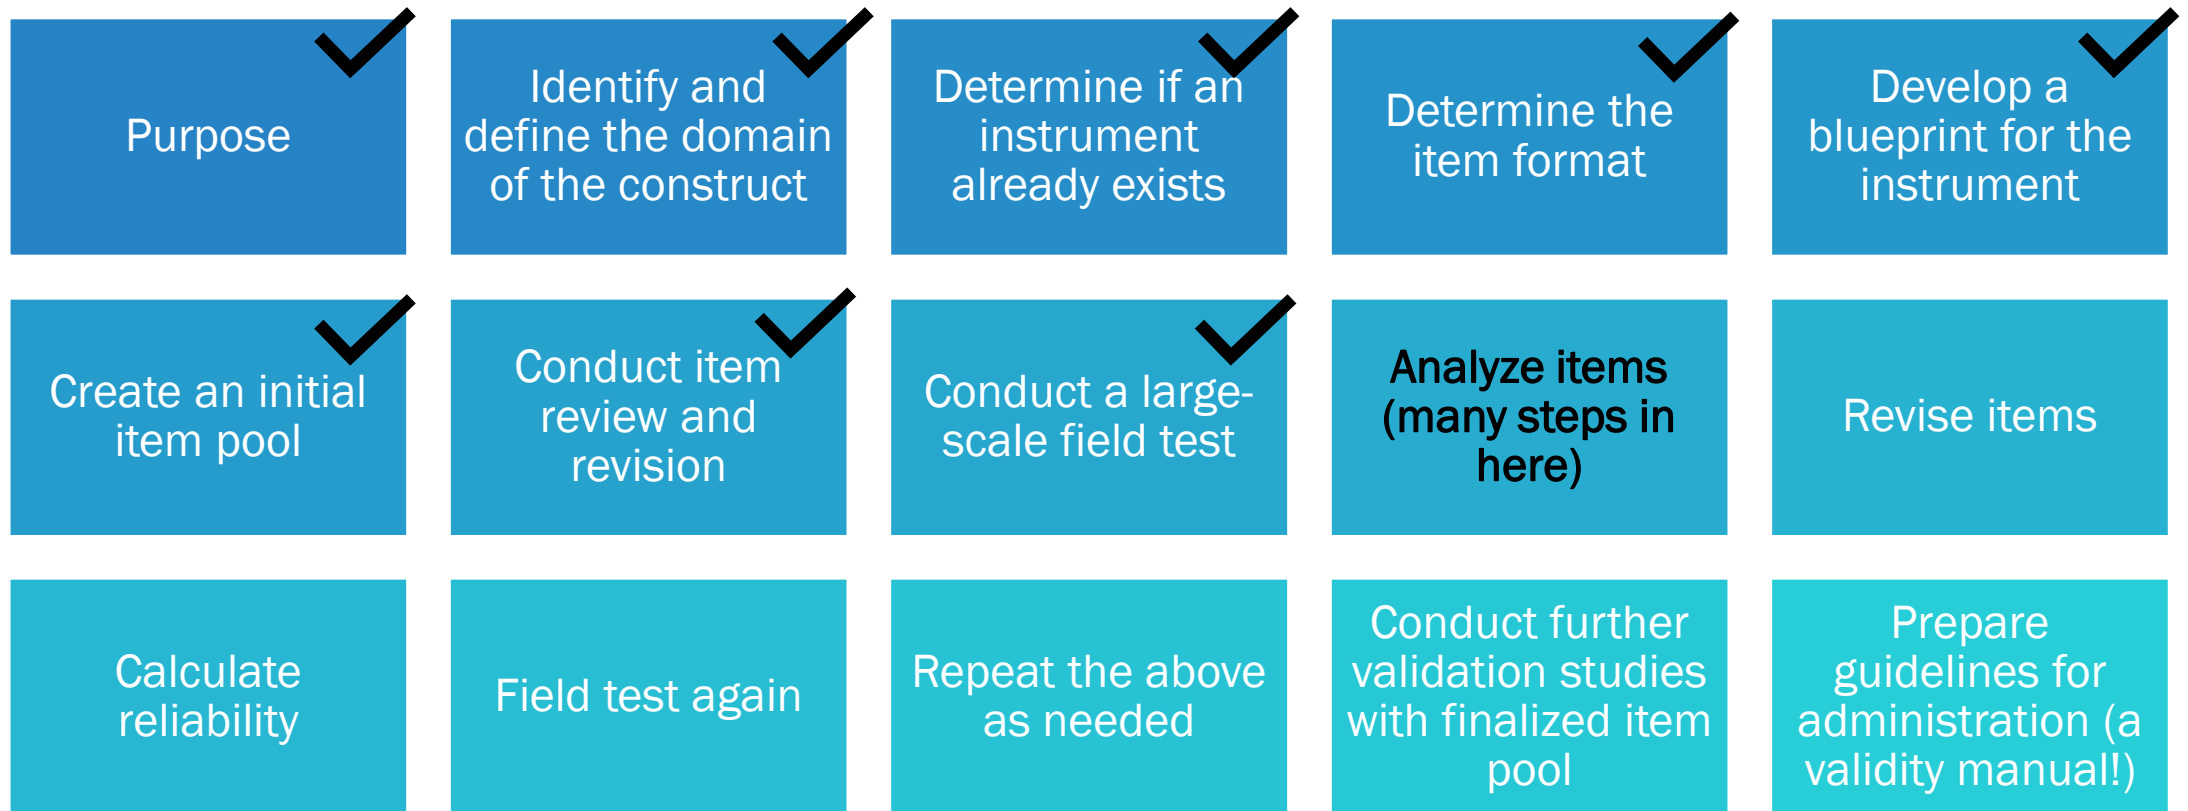 Purpose
Identify and
define the domain
of the construct
Determine if an
instrument
already exists
Determine the
item format
Develop a
blueprint for the
instrument
Create an initial
item pool
Conduct item
review and
revision
Conduct a large-
scale field test
Analyze items
(many steps in
here)
Revise items
Calculate
reliability
Field test again
Repeat the above
as needed
Conduct further
validation studies
with finalized item
pool
Prepare
guidelines for
administration (a
validity manual!)